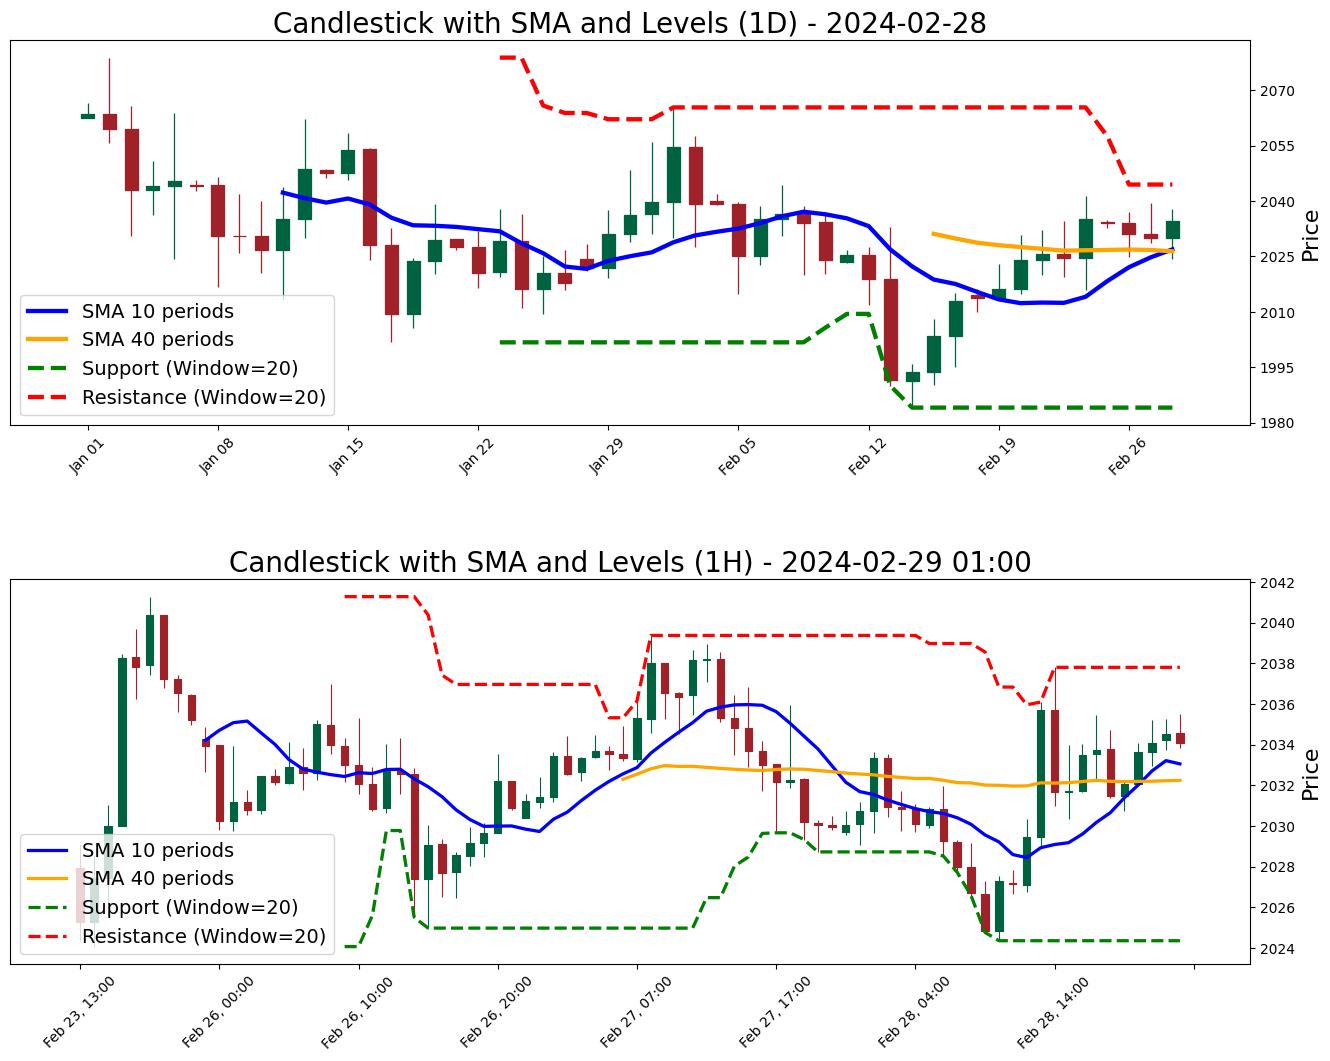 Candlestick with SMA and Levels (1D) - 2024-02-28
2070
2055
2040
2025
2010
1995
1980
Price
SMA 10 periods
SMA 40 periods
Support (Window=20)
Resistance (Window=20)
Jan 01
Jan 08
Jan 15
Jan 22
Jan 29
Feb 05
Feb 12
Feb 19
Feb 26
Candlestick with SMA and Levels (1H) - 2024-02-29 01:00
2042
2040
2038
2036
2034
2032
2030
2028
2026
2024
Price
SMA 10 periods
SMA 40 periods
Support (Window=20)
Resistance (Window=20)
Feb 23, 13:00
Feb 26, 00:00
Feb 26, 10:00
Feb 26, 20:00
Feb 27, 07:00
Feb 27, 17:00
Feb 28, 04:00
Feb 28, 14:00